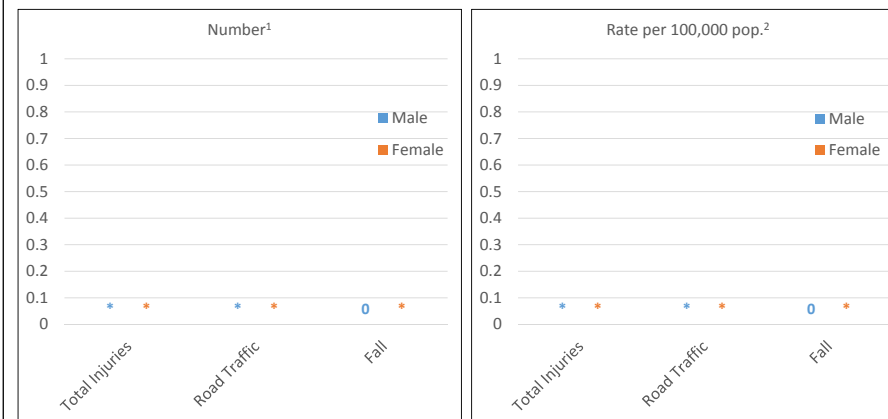 Number¹
1
0.9
0.8
0.7
0.6
0.5
0.4
0.3
0.2
0.1
0
Male
Female
* * * * 0 *
Total Injuries
Road Traffic
Fall
Rate per 100,000 pop.²
1
0.9
0.8
0.7
0.6
0.5
0.4
0.3
0.2
0.1
0
Male
Female
* * * * 0 *
Total Injuries
Road Traffic
Fall